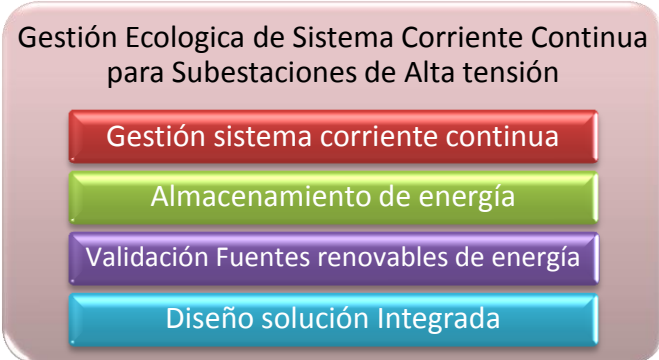 Gestión Ecologica de Sistema Corriente Continua
para Subestaciones de Alta tensión
Gestión sistema corriente continua
Almacenamiento de energía
Validación Fuentes renovables de energía
Diseño solución Integrada